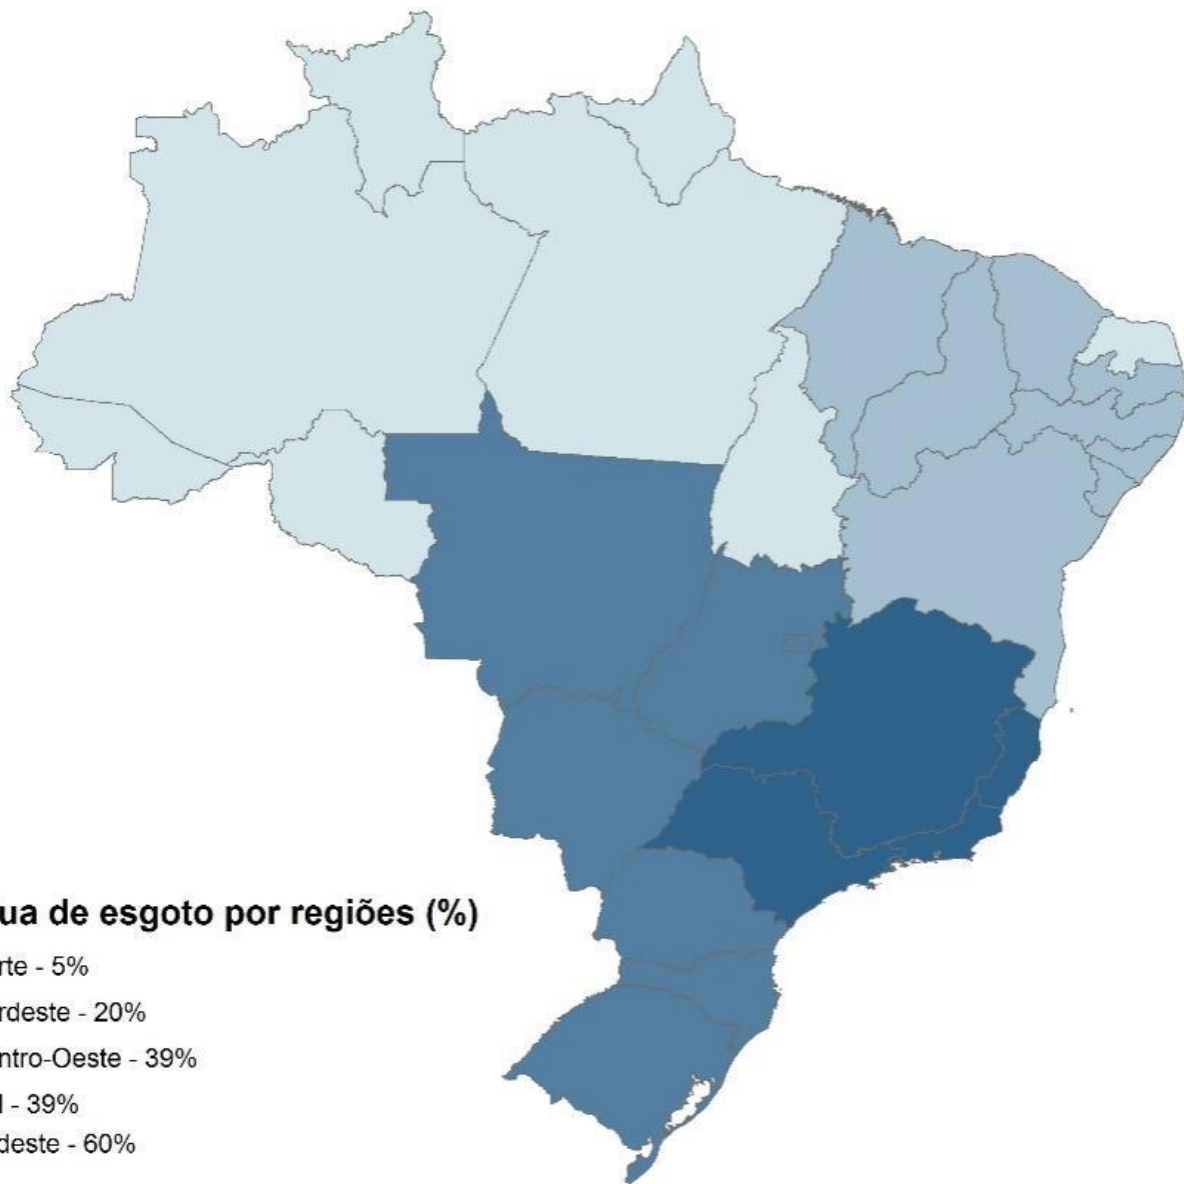 ua de esgoto por regiões (%)
rte - 5%
rdeste - 20%
ntro-Oeste - 39%
l - 39%
deste - 60%